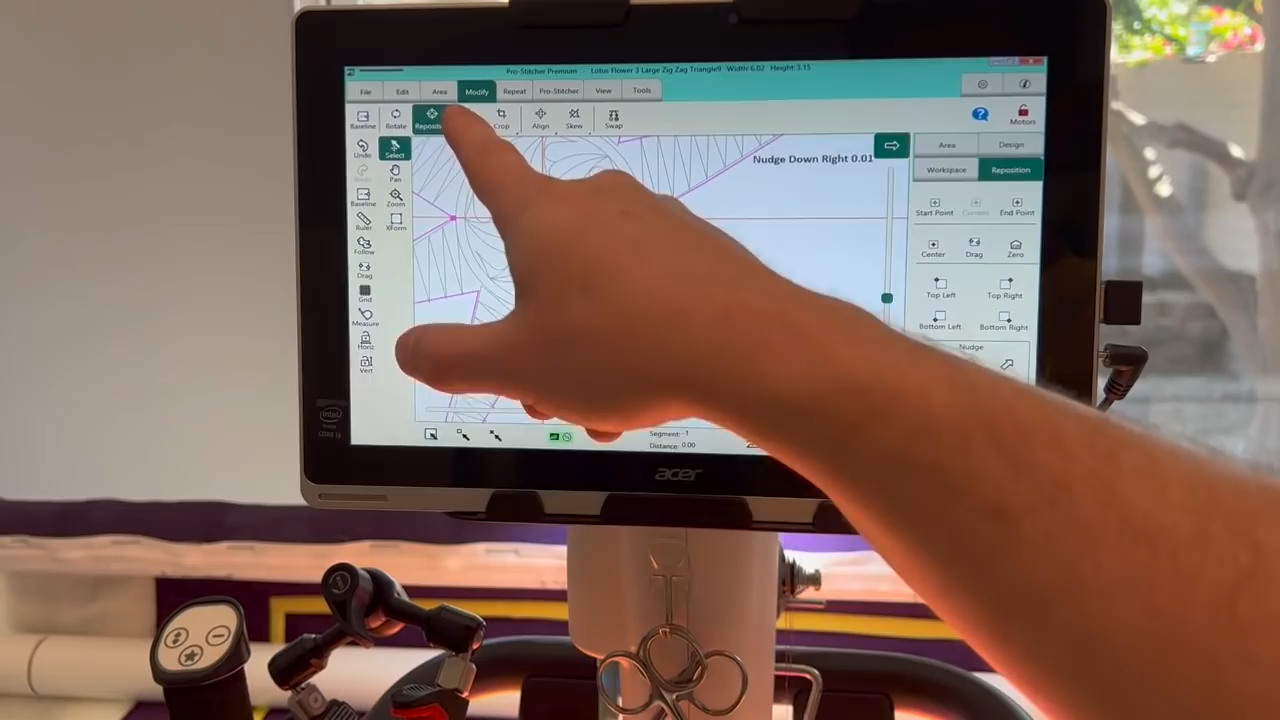 Pro-Stitcher Premium - Lotus Flower 3 Large Zig Zag Triangle9 Width:6.02 Height:3.15
File Edit Area Modify Repeat Pro-Stitcher View Tools
Baseline Rotate Crop Align Skew Swap Motors
Undo Select
Nudge Down Right 0.01
Area Design
Pan
Workspace Reposition
Baseline Zoom
Ruler XForm
Start Point End Point
Follow
Drag
Center Drag Zero
Grid
Top Left Top Right
Measure
Bottom Left Bottom Right
Horiz
Nudge
Vert
Segment: -1
Distance: 0.00
intel
CORE i3
acer